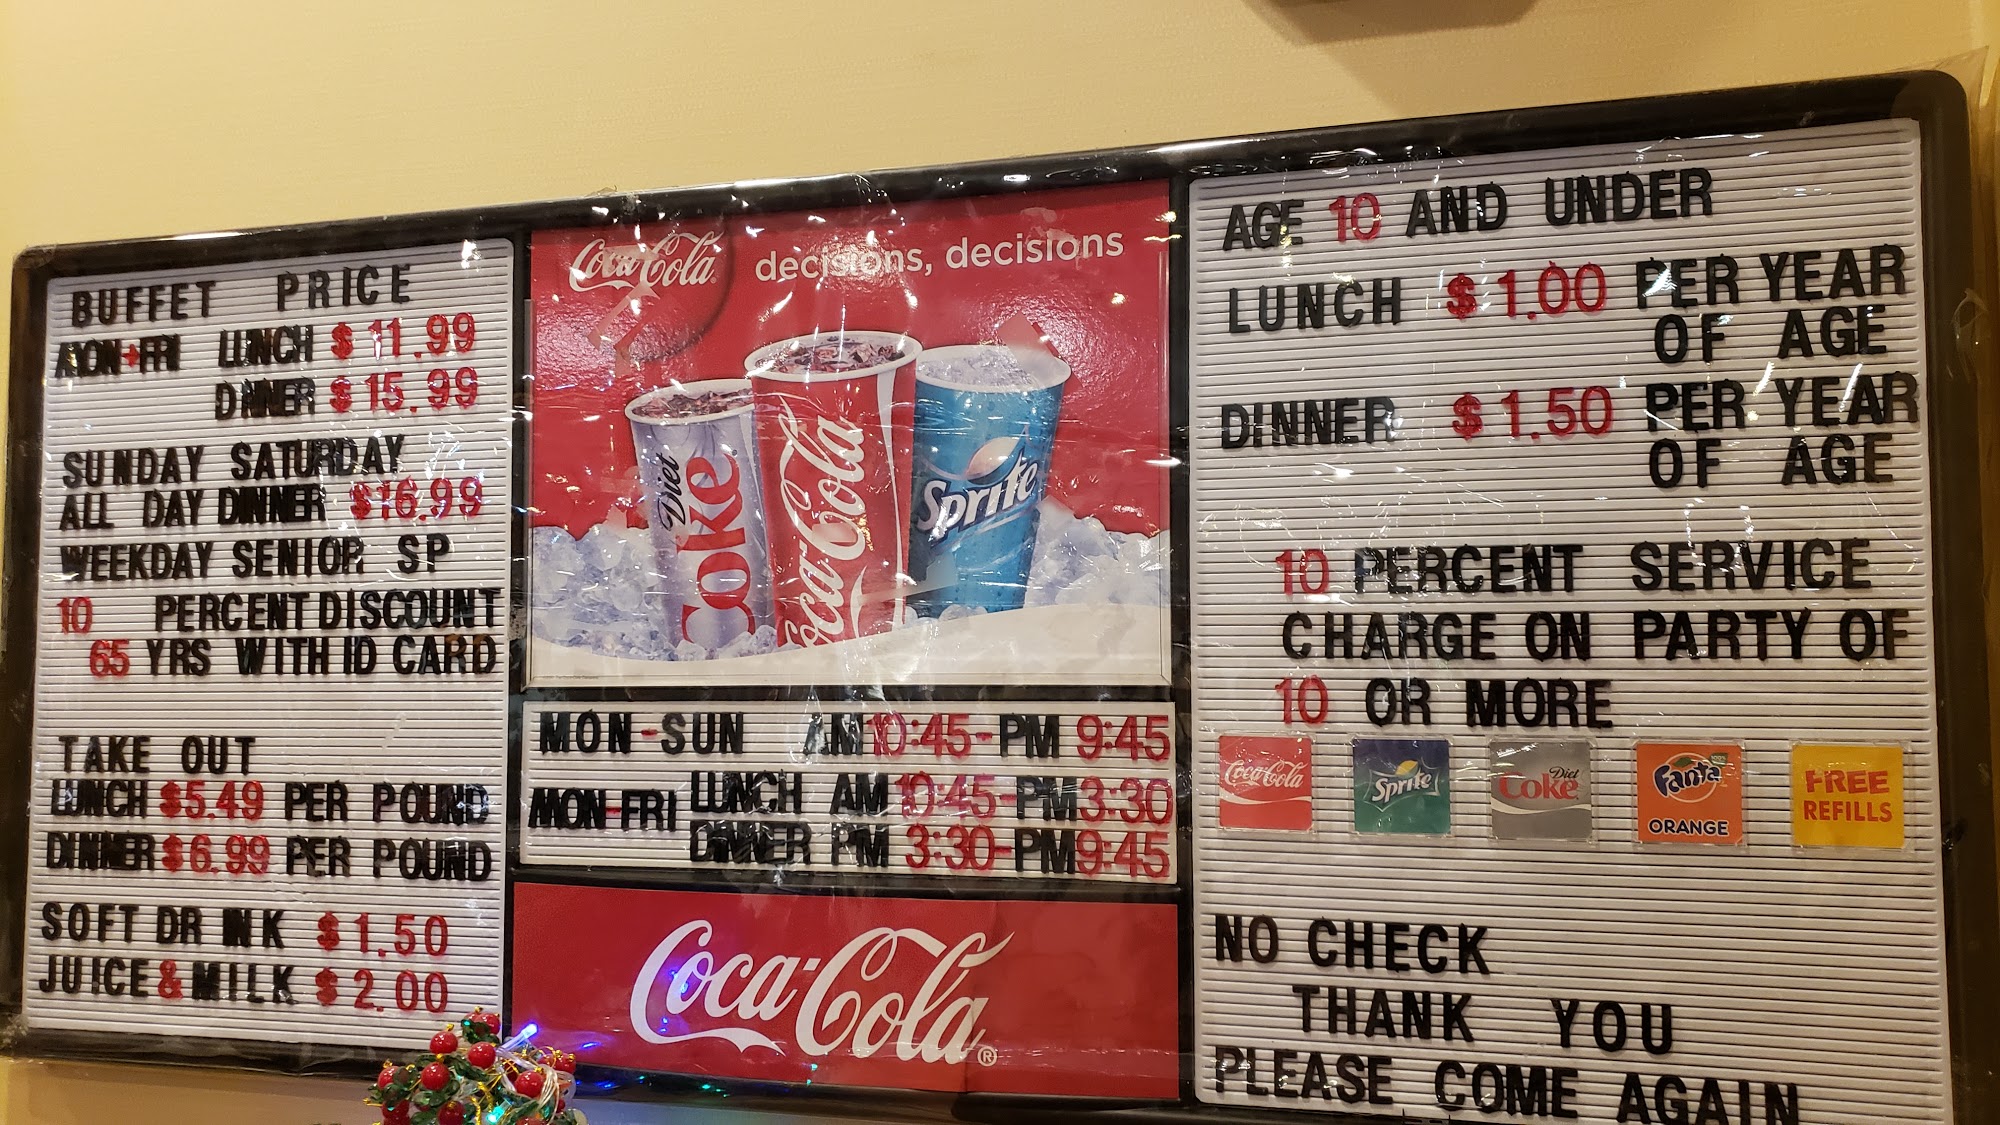 BUFFET PRICE
MON-FRI LUNCH $11.99
DINNER $15.99
SUNDAY SATURDAY
ALL DAY DINNER $16.99
WEEKDAY SENIOR SP
10 PERCENT DISCOUNT
65 YRS WITH ID CARD
TAKE OUT
LUNCH $5.49 PER POUND
DINNER $6.99 PER POUND
SOFT DRINK $1.50
JUICE & MILK $2.00
Coca-Cola decisions, decisions
Diet Coke
Coca-Cola
Sprite
MON-SUN AM 10:45-PM 9:45
MON-FRI LUNCH AM 10:45-PM 3:30
DINNER PM 3:30-PM 9:45
Coca-Cola®
AGE 10 AND UNDER
LUNCH $1.00 PER YEAR
OF AGE
DINNER $1.50 PER YEAR
OF AGE
10 PERCENT SERVICE
CHARGE ON PARTY OF
10 OR MORE
Coca-Cola
Sprite
Diet Coke
Fanta
ORANGE
FREE
REFILLS
NO CHECK
THANK YOU
PLEASE COME AGAIN